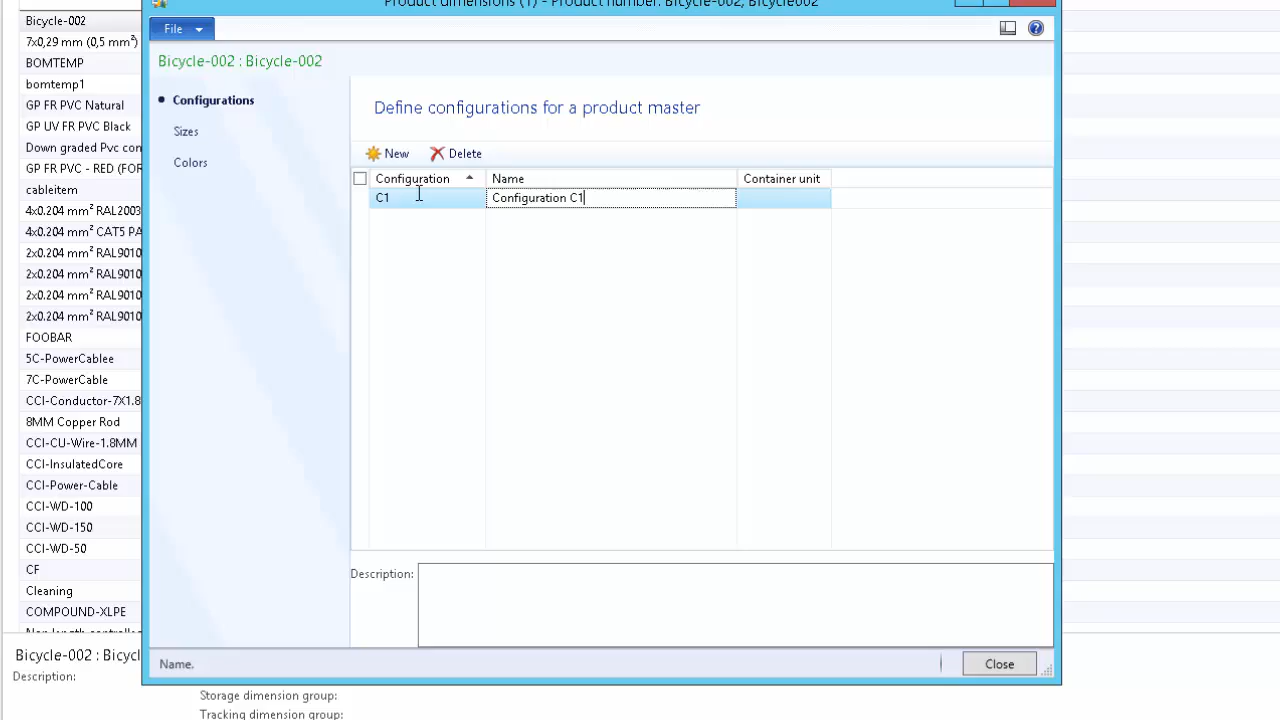 Product dimensions (1) - Product number: Bicycle-002, Bicycle002
File
Bicycle-002 : Bicycle-002
Configurations
Sizes
Colors
Define configurations for a product master
New Delete
Configuration Name Container unit
C1 Configuration C1
Description:
Name.
Close
Bicycle-002
7x0,29 mm (0,5 mm²)
BOMTEMP
bomtemp1
GP FR PVC Natural
GP UV FR PVC Black
Down graded Pvc con
GP FR PVC - RED (FOR
cableitem
4x0.204 mm² RAL2003
4x0.204 mm² CAT5 PA
2x0.204 mm² RAL9010
2x0.204 mm² RAL9010
2x0.204 mm² RAL9010
2x0.204 mm² RAL9010
FOOBAR
5C-PowerCablee
7C-PowerCable
CCI-Conductor-7X1.8
8MM Copper Rod
CCI-CU-Wire-1.8MM
CCI-InsulatedCore
CCI-Power-Cable
CCI-WD-100
CCI-WD-150
CCI-WD-50
CF
Cleaning
COMPOUND-XLPE
Bicycle-002 : Bicycl
Description:
Storage dimension group:
Tracking dimension group: